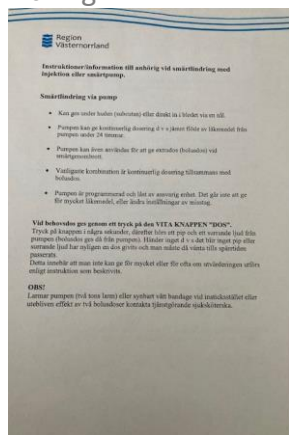 Region
Västernorrland
Instruktioner/information till anhörig vid smärtlindring med
injektion eller smärtpump.
Smärtlindring via pump
• Kan ges under huden (subcutan) eller direkt in i blodet via en nål.
• Pumpen kan ge kontinuerlig dosering d v s jämnt flöde av läkemedel från
pumpen under 24 timmar.
• Pumpen kan även användas för att ge extrados (bolusdos) vid
smärtgenombrott.
• Vanligaste kombination är kontinuerlig dosering tillsammans med
bolusdos.
• Pumpen är programmerad och låst av ansvarig enhet. Det går inte att ge
för mycket läkemedel, eller ändra inställningar av misstag.
Vid behovsdos ges genom ett tryck på den VITA KNAPPEN "DOS".
Tryck på knappen i några sekunder, därefter hörs ett pip och ett surrande ljud från
pumpen (bolusdos ges då från pumpen). Händer inget d v s det blir inget pip eller
surrande ljud har nyligen en dos givits och man måste då vänta tills spärrtiden
passerats.
Detta innebär att man inte kan ge för mycket eller för ofta om användningen utförs
enligt instruktion som beskrivits.
OBS!
Larmar pumpen (två tons larm) eller synbart vått bandage vid insticksstället eller
utebliven effekt av två bolusdoser kontakta tjänstgörande sjuksköterska.